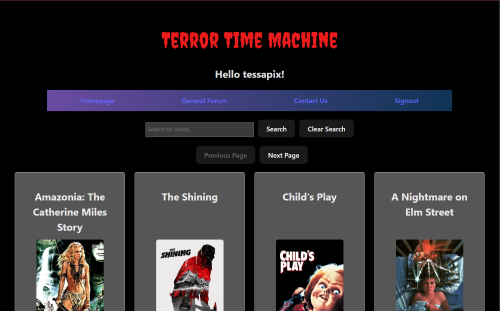 TERROR TIME MACHINE
Hello tessapix!
Homepage General Forum Contact Us Signout
Search for movie... Search Clear Search
Previous Page Next Page
Amazonia: The
Catherine Miles
Story
The Shining
Child's Play
A Nightmare on
Elm Street
THE
SHINING
CHILD'S
PLAY